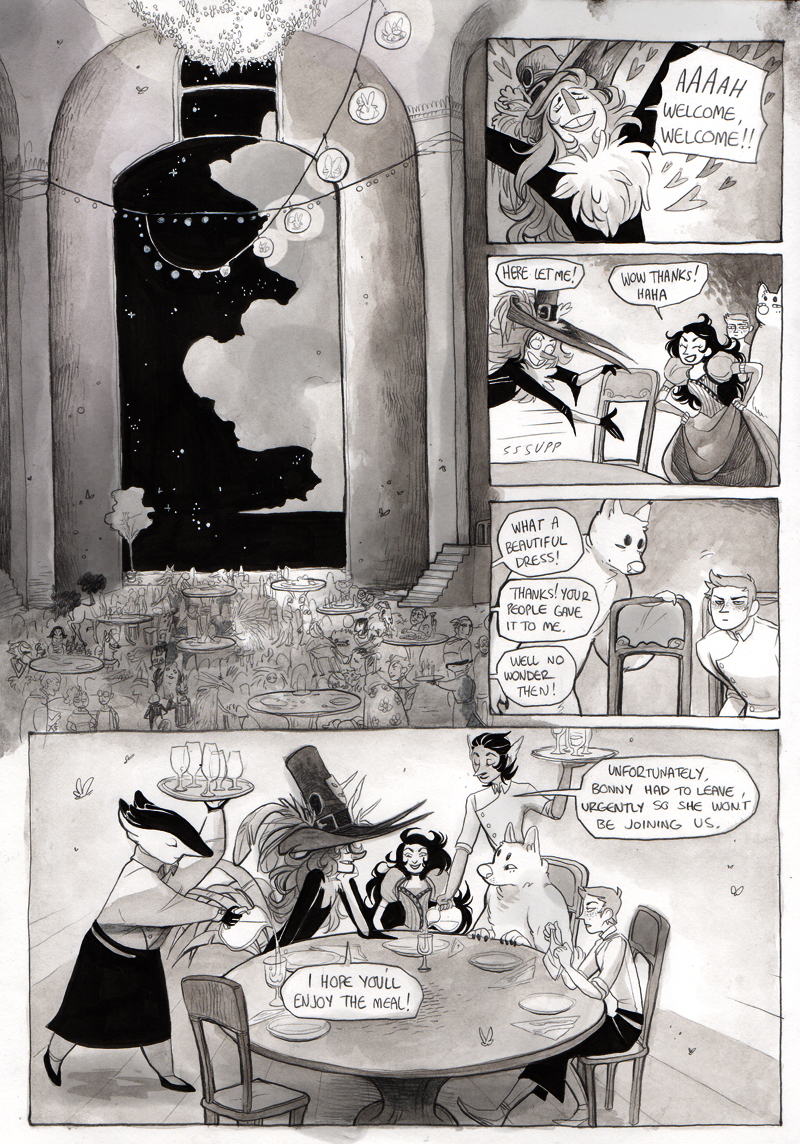 AAAAH
WELCOME,
WELCOME!!
HERE LET ME!
WOW THANKS!
HAHA
SSSUPP
WHAT A
BEAUTIFUL
DRESS!
THANKS! YOUR
PEOPLE GAVE
IT TO ME.
WELL NO
WONDER
THEN!
UNFORTUNATELY,
BONNY HAD TO LEAVE
URGENTLY SO SHE WON'T
BE JOINING US.
I HOPE YOU'LL
ENJOY THE MEAL!